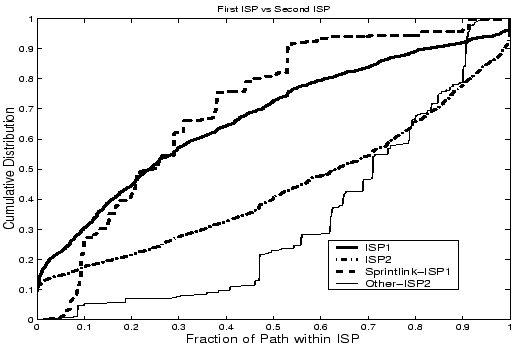 First ISP vs Second ISP
1
0.9
0.8
0.7
0.6
0.5
0.4
0.3
0.2
0.1
0
Cumulative Distribution
ISP1
ISP2
Sprintlink-ISP1
Other-ISP2
0 0.1 0.2 0.3 0.4 0.5 0.6 0.7 0.8 0.9 1
Fraction of Path within ISP